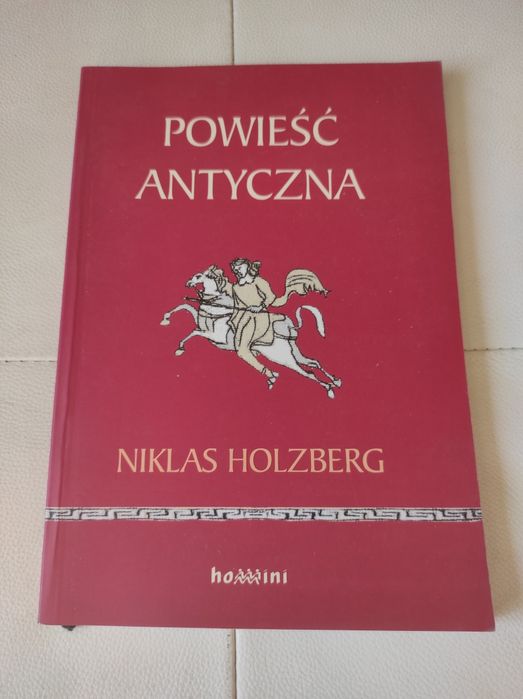 POWIEŚĆ
ANTYCZNA
NIKLAS HOLZBERG
homini